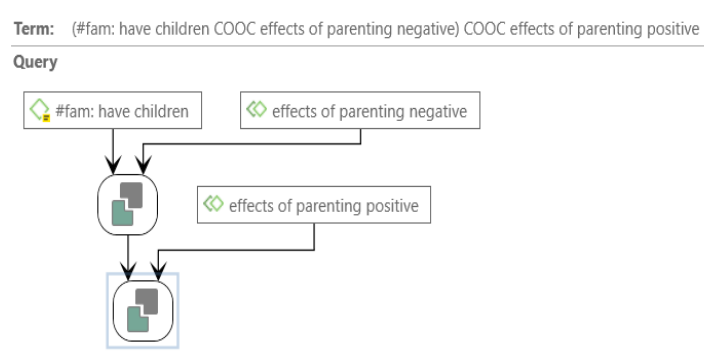 Term: (#fam: have children COOC effects of parenting negative) COOC effects of parenting positive
Query
#fam: have children
effects of parenting negative
effects of parenting positive